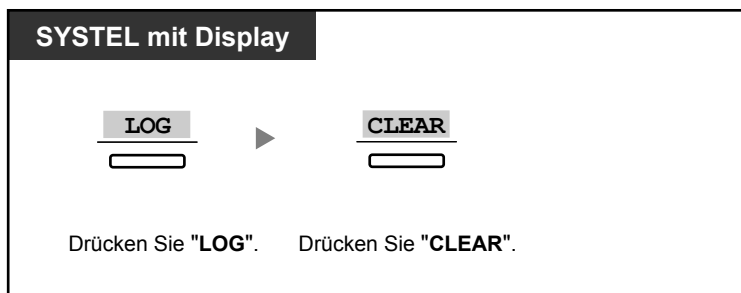 SYSTEL mit Display
LOG CLEAR
Drücken Sie "LOG". Drücken Sie "CLEAR".